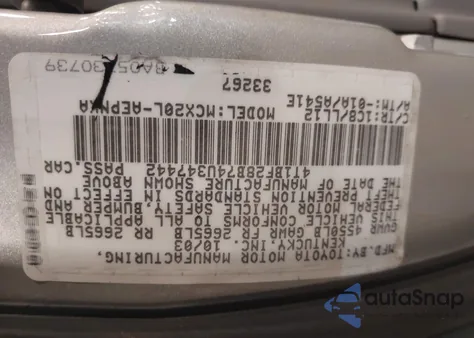 MFD.BY: TOYOTA MOTOR MANUFACTURING,
KENTUCKY, INC. 10/03
GVWR 4550LB GAWR FR 2665LB RR 2665LB
THIS VEHICLE CONFORMS TO ALL APPLICABLE
FEDERAL MOTOR VEHICLE SAFETY, BUMPER, AND
THEFT PREVENTION STANDARDS IN EFFECT ON
THE DATE OF MANUFACTURE SHOWN ABOVE.
4T1BF28B74U347442 PASS.CAR
C/TR:1C8/LL12 MODEL:
A/TM:-01A/A541E 33267
autoSnap